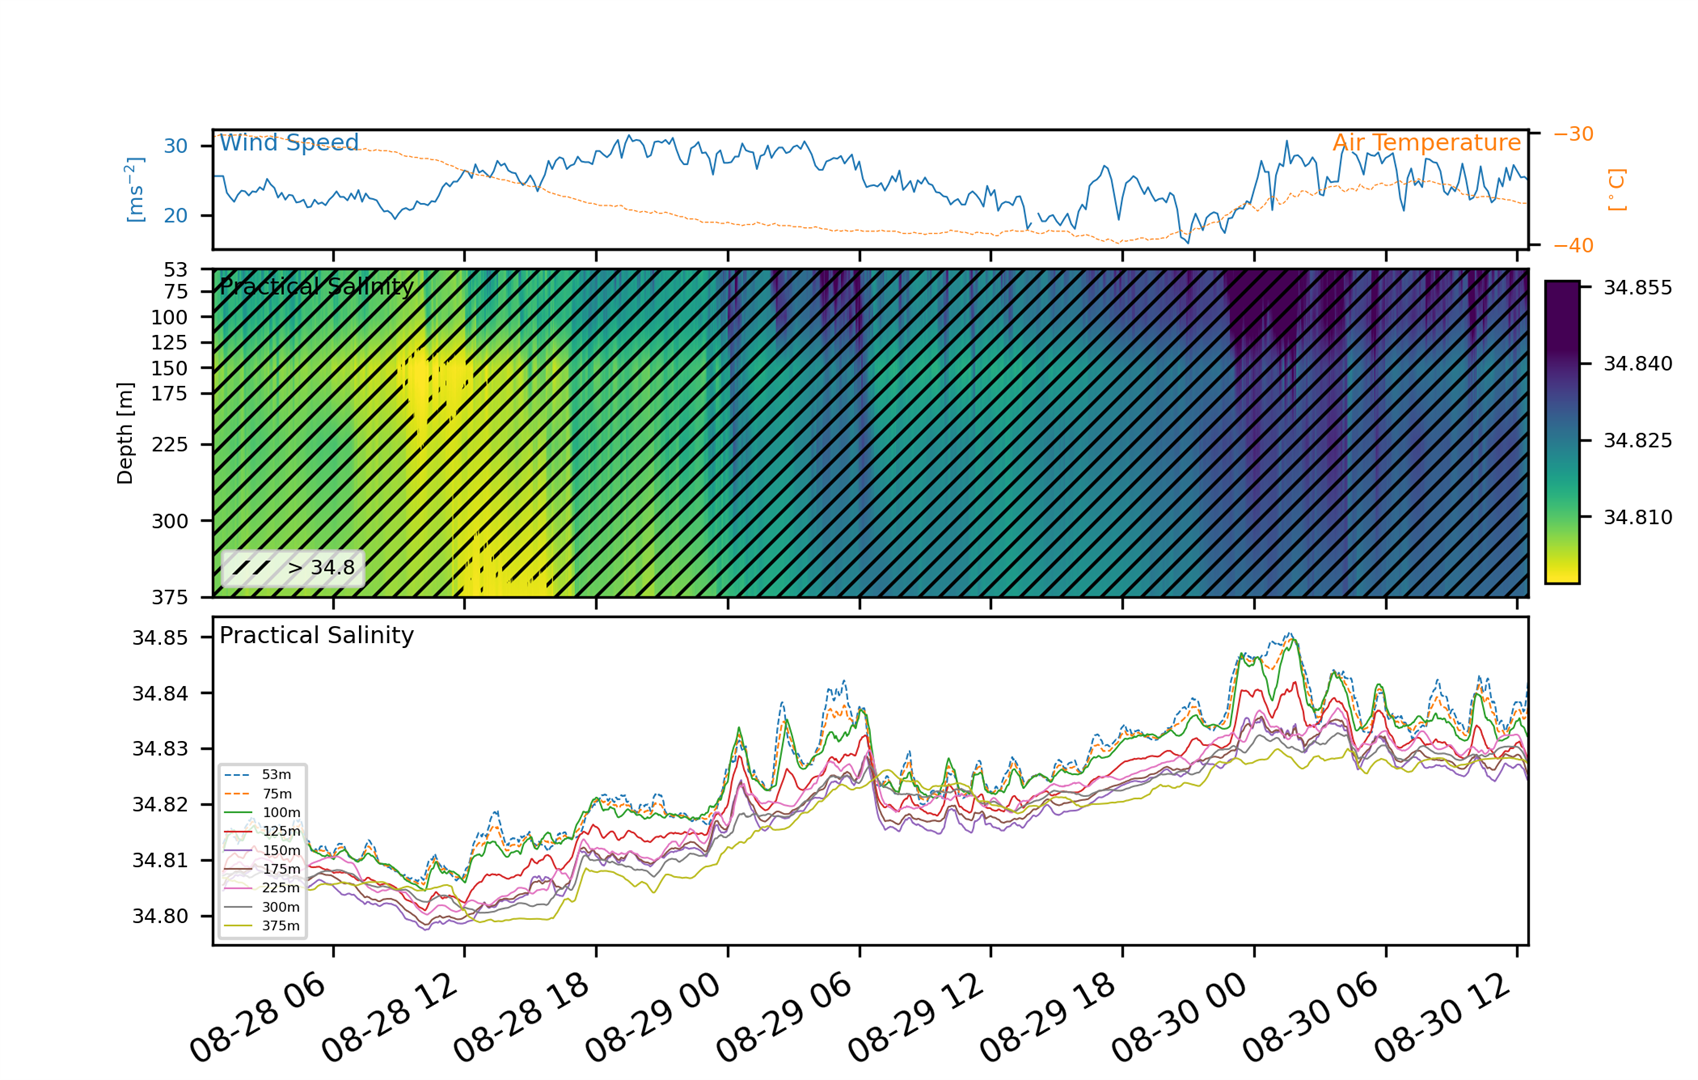 Wind Speed
Air Temperature
30
20
[ms⁻²]
−30
−40
[°C]
Practical Salinity
53
75
100
125
150
175
225
300
375
Depth [m]
> 34.8
34.855
34.840
34.825
34.810
Practical Salinity
34.85
34.84
34.83
34.82
34.81
34.80
53m
75m
100m
125m
150m
175m
225m
300m
375m
08-28 06
08-28 12
08-28 18
08-29 00
08-29 06
08-29 12
08-29 18
08-30 00
08-30 06
08-30 12